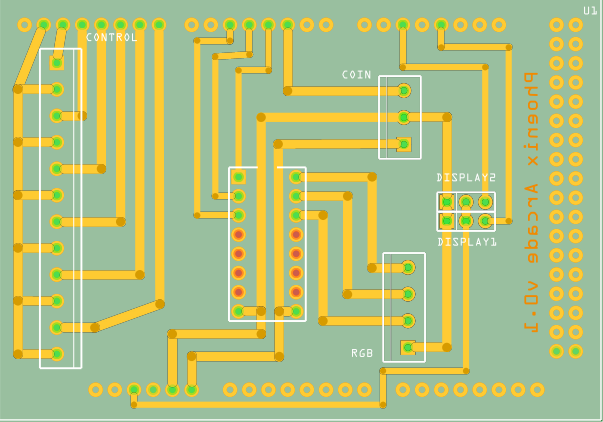 U1
CONTROL
COIN
DISPLAY2
DISPLAY1
RGB
Phoenix Arcade v0.1